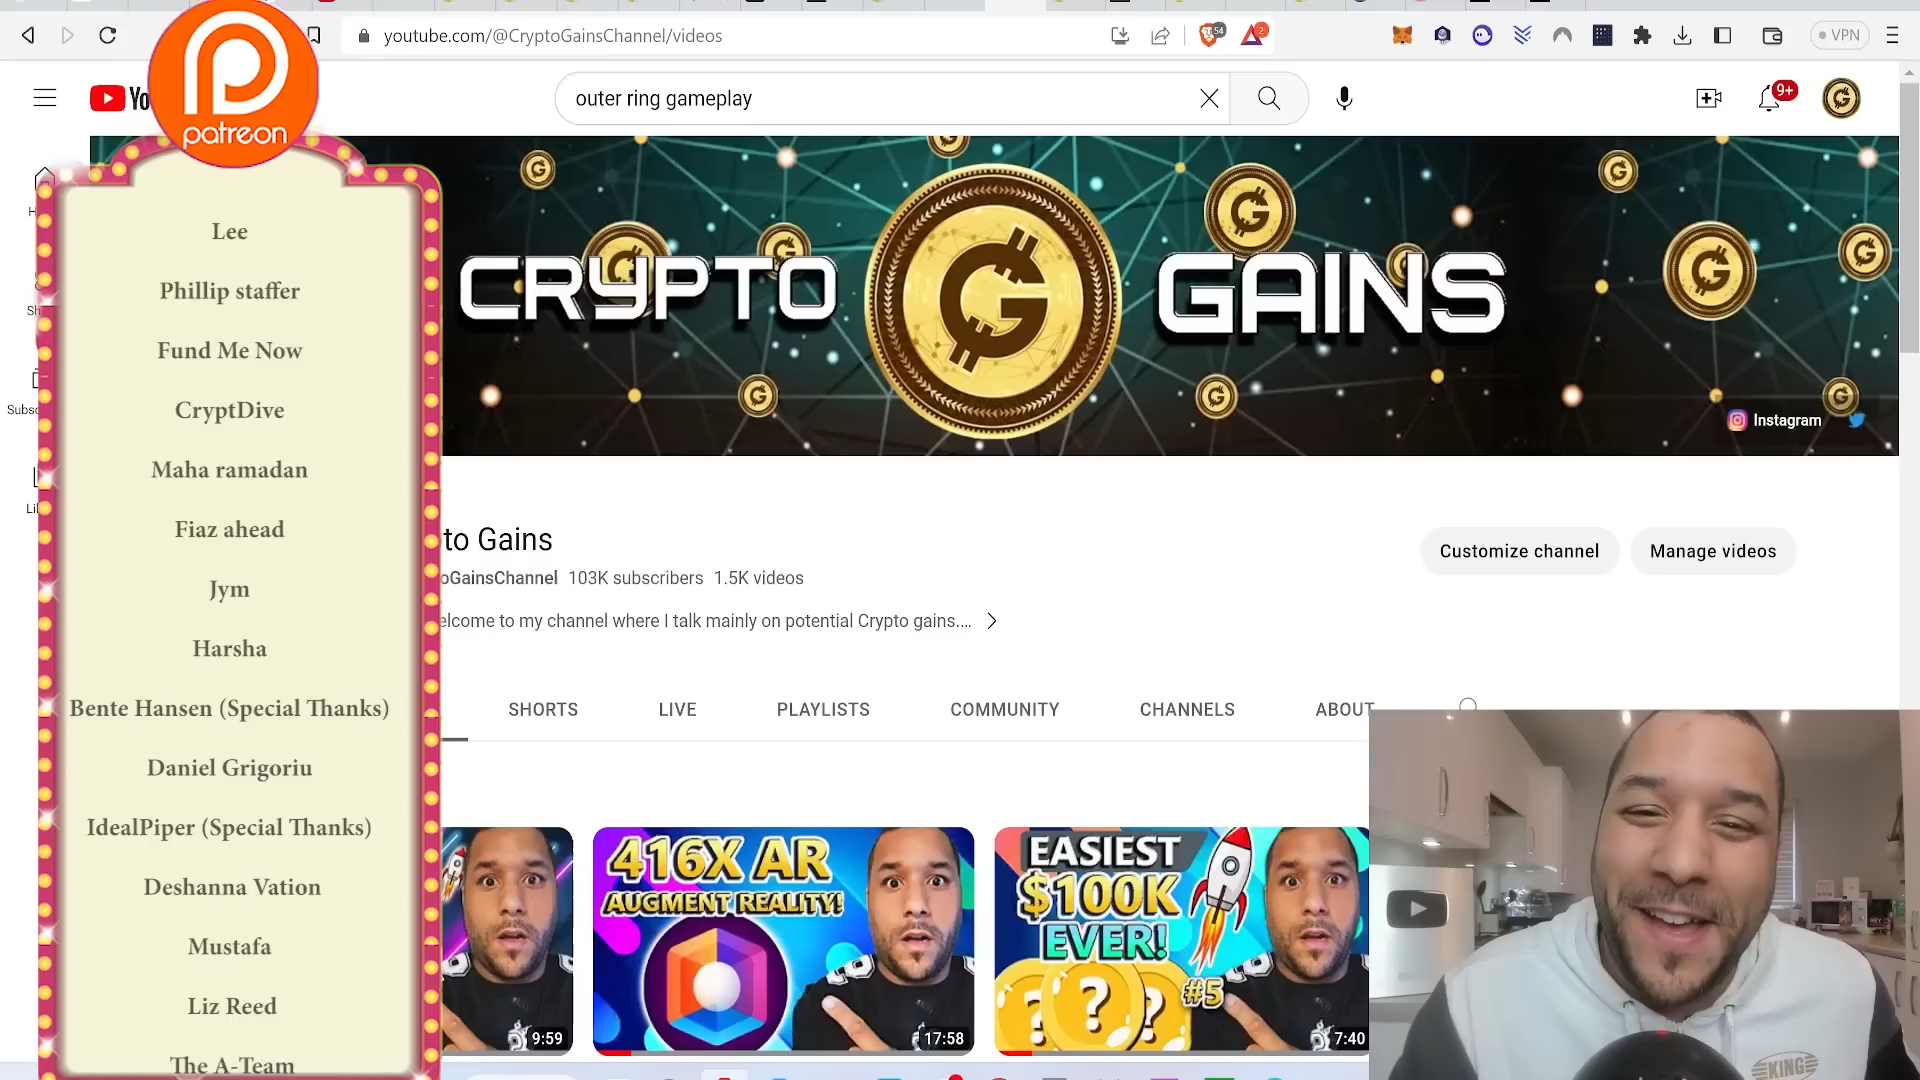 youtube.com/@CryptoGainsChannel/videos
54
2
VPN
patreon
outer ring gameplay
9+
Lee
Phillip staffer
Fund Me Now
CryptDive
Maha ramadan
Fiaz ahead
Jym
Harsha
Bente Hansen (Special Thanks)
Daniel Grigoriu
IdealPiper (Special Thanks)
Deshanna Vation
Mustafa
Liz Reed
The A-Team
CRYPTO
GAINS
Instagram
to Gains
oGainsChannel 103K subscribers 1.5K videos
elcome to my channel where I talk mainly on potential Crypto gains....
Customize channel
Manage videos
SHORTS
LIVE
PLAYLISTS
COMMUNITY
CHANNELS
ABOUT
9:59
416X AR
AUGMENT REALITY!
17:58
EASIEST
$100K
EVER!
#5
7:40
KING